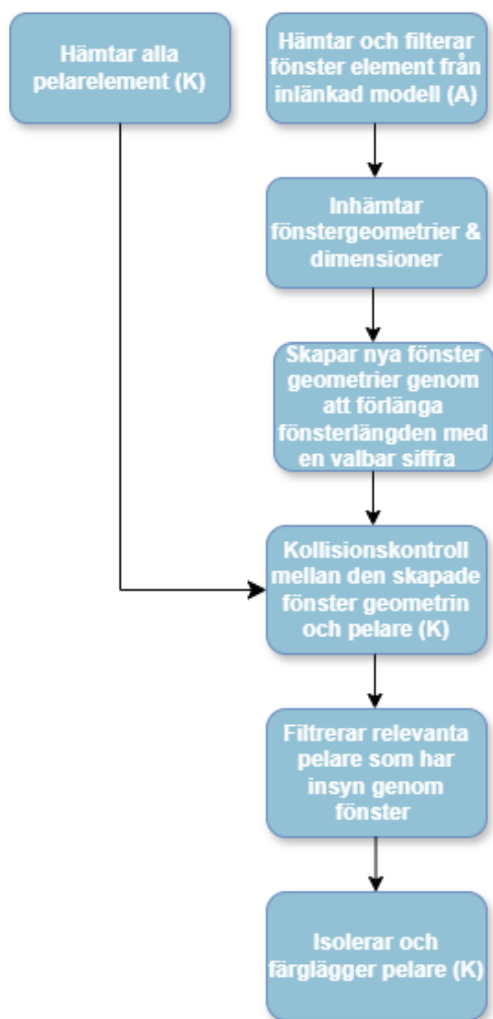 Hämtar alla
pelarelement (K)
Hämtar och filterar
fönster element från
inlänkad modell (A)
Inhämtar
fönstergeometrier &
dimensioner
Skapar nya fönster
geometrier genom
att förlänga
fönsterlängden med
en valbar siffra
Kollisionskontroll
mellan den skapade
fönster geometrin
och pelare (K)
Filtrerar relevanta
pelare som har
insyn genom
fönster
Isolerar och
färglägger pelare (K)